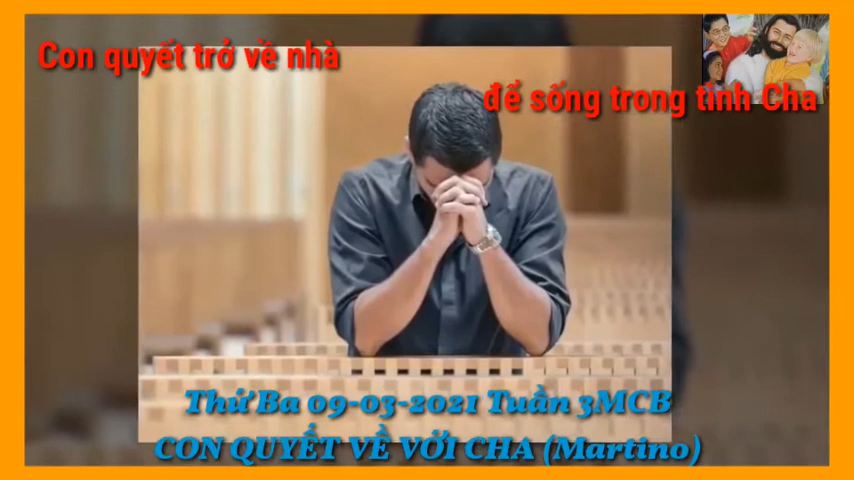 Con quyết trở về nhà
để sống trong tình Cha
Thứ Ba 09-03-2021 Tuần 3MCB
CON QUYẾT VỀ VỚI CHA (Martino)